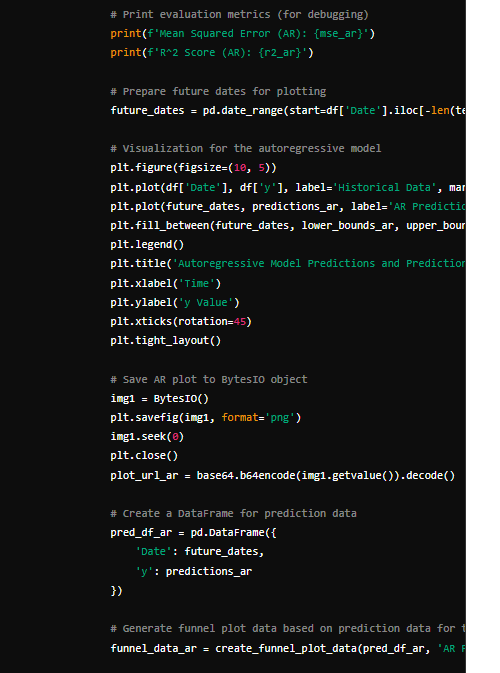 # Print evaluation metrics (for debugging)
print(f'Mean Squared Error (AR): {mse_ar}')
print(f'R^2 Score (AR): {r2_ar}')
# Prepare future dates for plotting
future_dates = pd.date_range(start=df['Date'].iloc[-len(te
# Visualization for the autoregressive model
plt.figure(figsize=(10, 5))
plt.plot(df['Date'], df['y'], label='Historical Data', mar
plt.plot(future_dates, predictions_ar, label='AR Predictio
plt.fill_between(future_dates, lower_bounds_ar, upper_boun
plt.legend()
plt.title('Autoregressive Model Predictions and Prediction
plt.xlabel('Time')
plt.ylabel('y Value')
plt.xticks(rotation=45)
plt.tight_layout()
# Save AR plot to BytesIO object
img1 = BytesIO()
plt.savefig(img1, format='png')
img1.seek(0)
plt.close()
plot_url_ar = base64.b64encode(img1.getvalue()).decode()
# Create a DataFrame for prediction data
pred_df_ar = pd.DataFrame({
'Date': future_dates,
'y': predictions_ar
})
# Generate funnel plot data based on prediction data for t
funnel_data_ar = create_funnel_plot_data(pred_df_ar, 'AR P